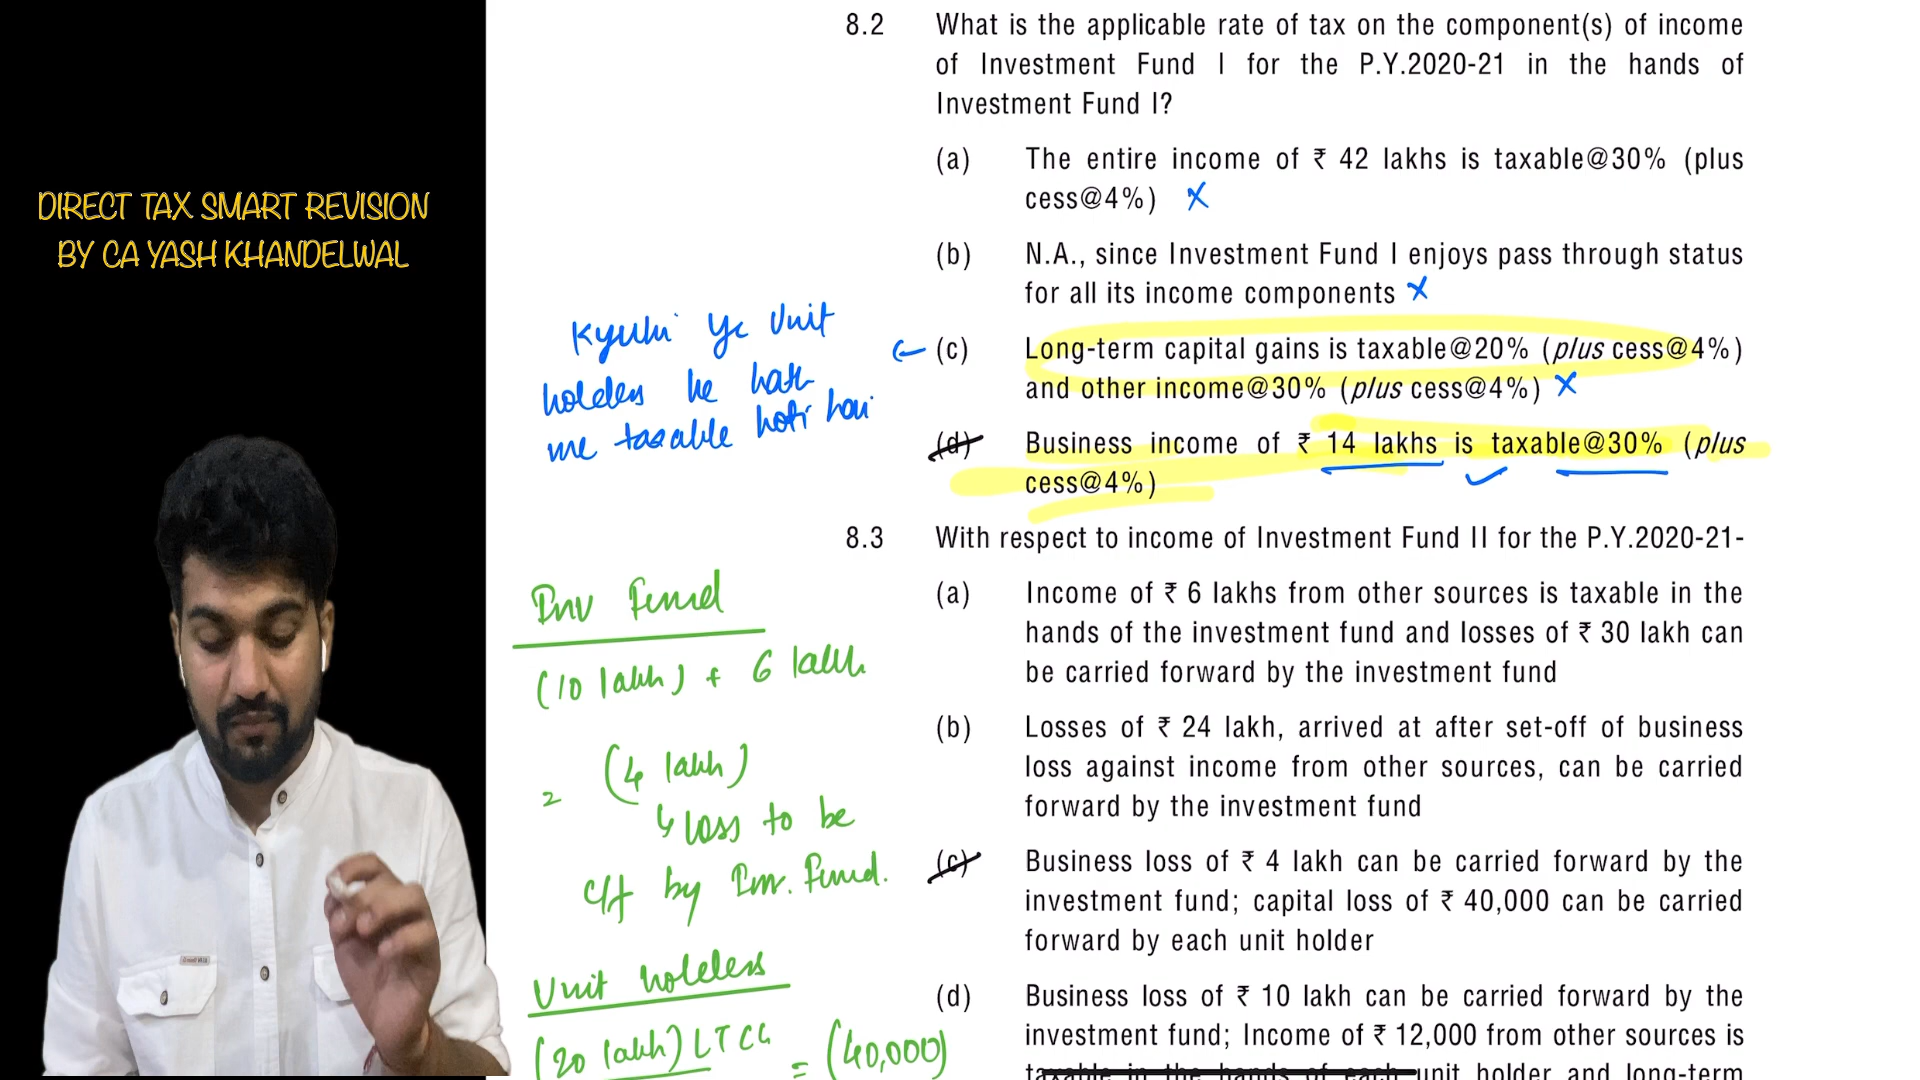 DIRECT TAX SMART REVISION
BY CA YASH KHANDELWAL
8.2 What is the applicable rate of tax on the component(s) of income
of Investment Fund I for the P.Y.2020-21 in the hands of
Investment Fund I?
(a) The entire income of ₹ 42 lakhs is taxable@30% (plus
cess@4%) X
(b) N.A., since Investment Fund I enjoys pass through status
for all its income components X
(c) Long-term capital gains is taxable@20% (plus cess@4%)
and other income@30% (plus cess@4%) X
(d) Business income of ₹ 14 lakhs is taxable@30% (plus
cess@4%)
Kyuki ye Unit
holders ke hath
me taxable hoti hai
8.3 With respect to income of Investment Fund II for the P.Y.2020-21-
(a) Income of ₹ 6 lakhs from other sources is taxable in the
hands of the investment fund and losses of ₹ 30 lakh can
be carried forward by the investment fund
(b) Losses of ₹ 24 lakh, arrived at after set-off of business
loss against income from other sources, can be carried
forward by the investment fund
(c) Business loss of ₹ 4 lakh can be carried forward by the
investment fund; capital loss of ₹ 40,000 can be carried
forward by each unit holder
(d) Business loss of ₹ 10 lakh can be carried forward by the
investment fund; Income of ₹ 12,000 from other sources is
taxable in the hands of each unit holder and long-term
Inv Fund
(10 lakh) + 6 lakh
= (4 lakh)
↳ loss to be
c/f by Inv. Fund.
Unit holders
(20 lakh) LTCG = (40,000)